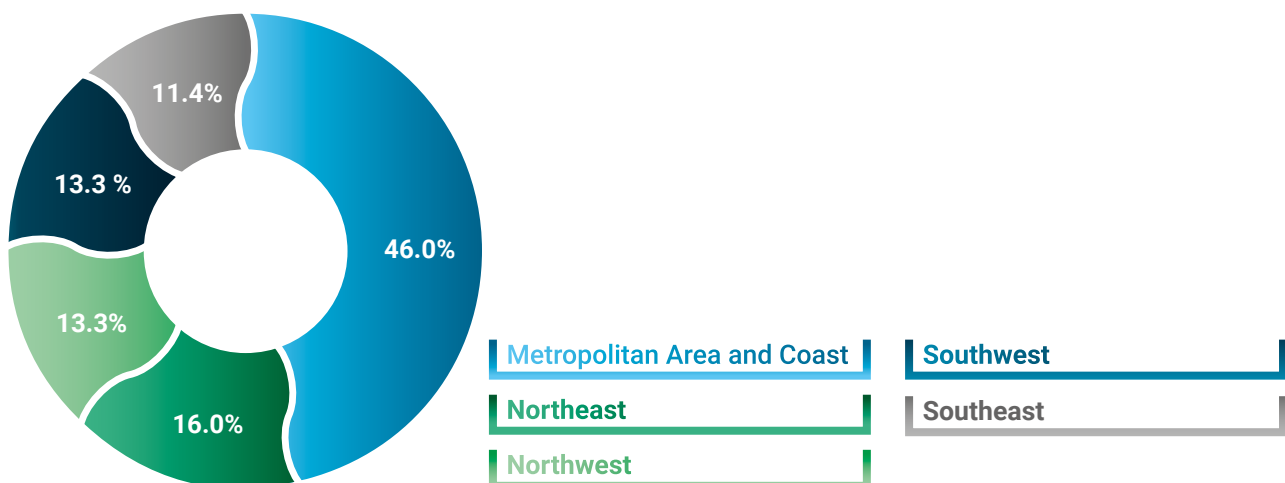 11.4%
13.3 %
46.0%
13.3%
16.0%
Metropolitan Area and Coast
Northeast
Northwest
Southwest
Southeast